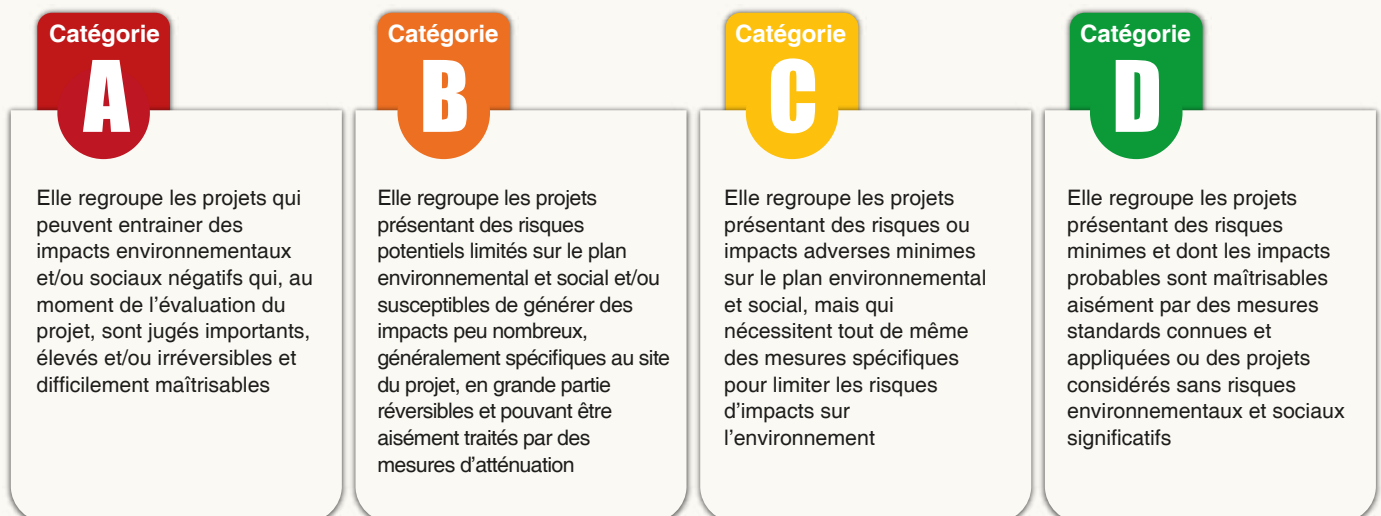 Catégorie
A
Elle regroupe les projets qui
peuvent entrainer des
impacts environnementaux
et/ou sociaux négatifs qui, au
moment de l’évaluation du
projet, sont jugés importants,
élevés et/ou irréversibles et
difficilement maîtrisables
Catégorie
B
Elle regroupe les projets
présentant des risques
potentiels limités sur le plan
environnemental et social et/ou
susceptibles de générer des
impacts peu nombreux,
généralement spécifiques au site
du projet, en grande partie
réversibles et pouvant être
aisément traités par des
mesures d’atténuation
Catégorie
C
Elle regroupe les projets
présentant des risques ou
impacts adverses minimes
sur le plan environnemental
et social, mais qui
nécessitent tout de même
des mesures spécifiques
pour limiter les risques
d’impacts sur
l’environnement
Catégorie
D
Elle regroupe les projets
présentant des risques
minimes et dont les impacts
probables sont maîtrisables
aisément par des mesures
standards connues et
appliquées ou des projets
considérés sans risques
environnementaux et sociaux
significatifs